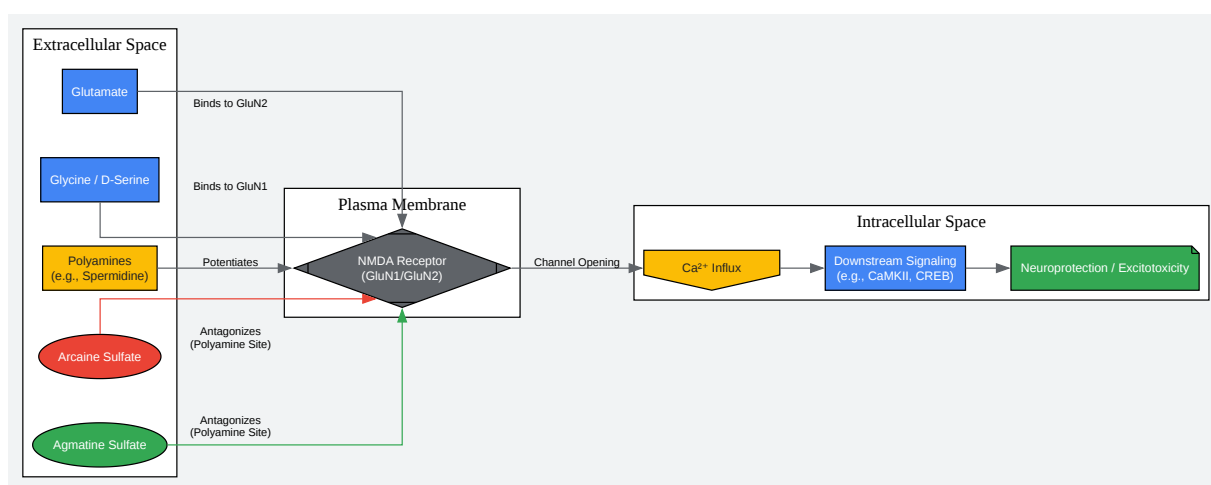 Extracellular Space
Glutamate
Binds to GluN2
Glycine / D-Serine
Binds to GluN1
Plasma Membrane
Polyamines
(e.g., Spermidine)
Potentiates
NMDA Receptor
(GluN1/GluN2)
Channel Opening
Intracellular Space
Ca²⁺ Influx
Downstream Signaling
(e.g., CaMKII, CREB)
Neuroprotection / Excitotoxicity
Arcaine Sulfate
Antagonizes
(Polyamine Site)
Agmatine Sulfate
Antagonizes
(Polyamine Site)